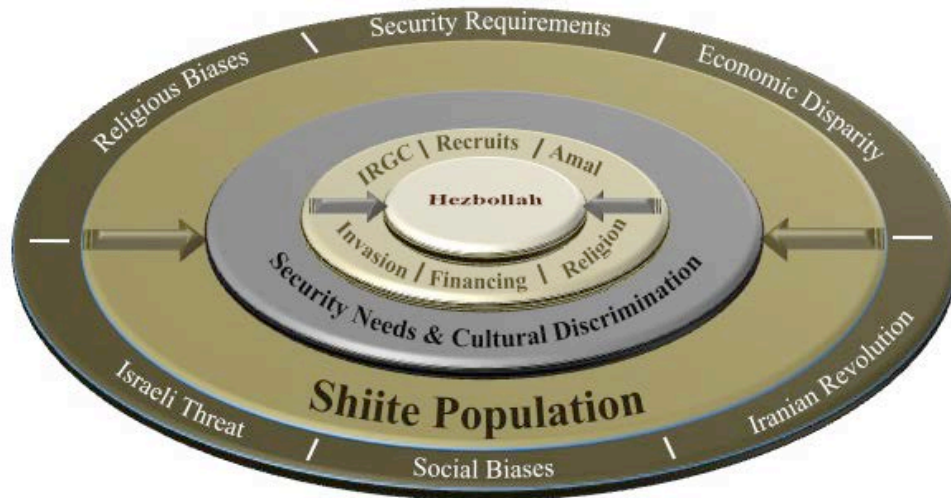 Security Requirements
Religious Biases
Economic Disparity
IRGC
Recruits
Amal
Hezbollah
Invasion
Financing
Religion
Security Needs & Cultural Discrimination
Shiite Population
Israeli Threat
Social Biases
Iranian Revolution